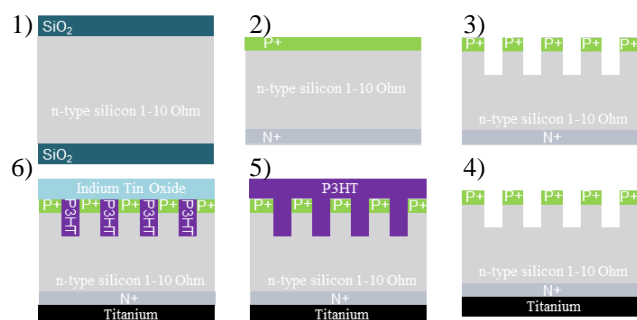 1)
SiO2
n-type silicon 1-10 Ohm
SiO2
2)
P+
n-type silicon 1-10 Ohm
N+
3)
P+ P+ P+ P+ P+
n-type silicon 1-10 Ohm
N+
6)
Indium Tin Oxide
P+ P3HT P+ P3HT P+ P3HT P+ P3HT P+
n-type silicon 1-10 Ohm
N+
Titanium
5)
P3HT
P+ P+ P+ P+ P+
n-type silicon 1-10 Ohm
N+
Titanium
4)
P+ P+ P+ P+ P+
n-type silicon 1-10 Ohm
N+
Titanium